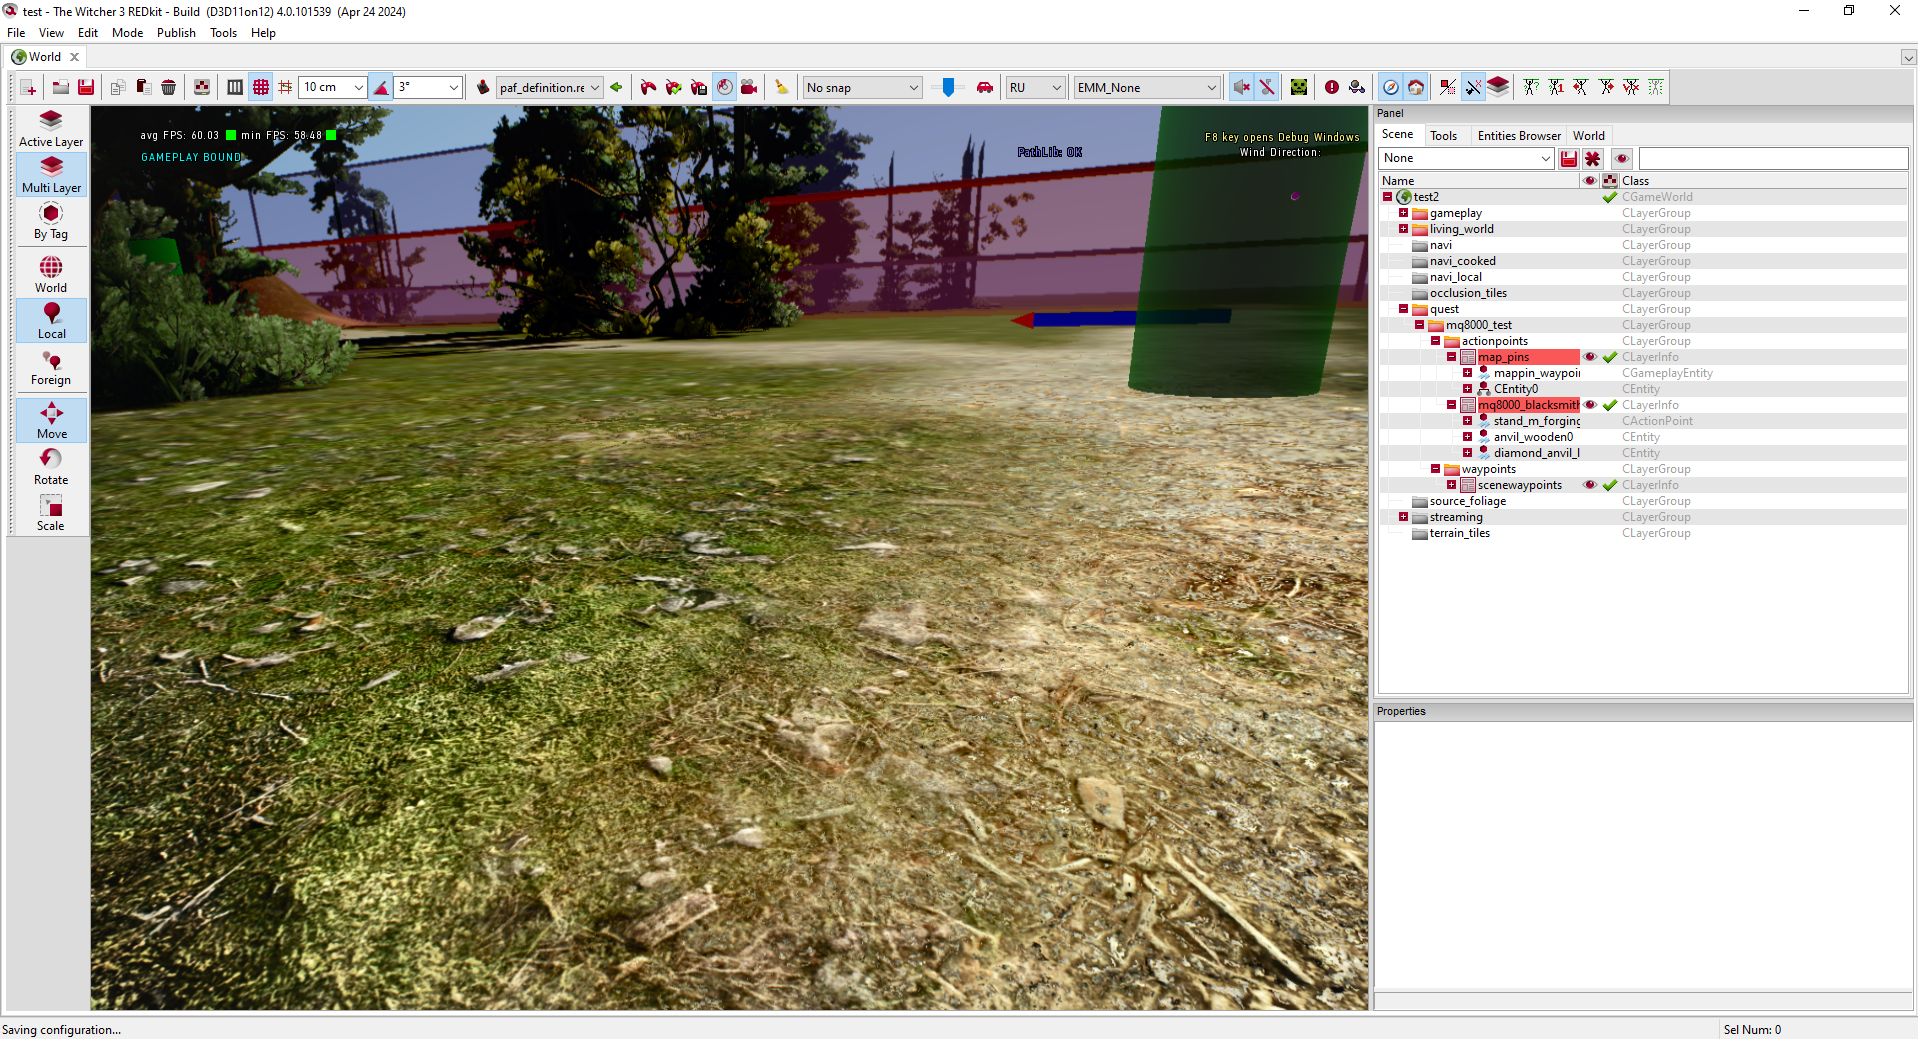 test - The Witcher 3 REDkit - Build  (D3D11on12) 4.0.101539  (Apr 24 2024)
File View Edit Mode Publish Tools Help
World
10 cm 3° paf_definition.re No snap RU EMM_None
Active Layer
Multi Layer
By Tag
World
Local
Foreign
Move
Rotate
Scale
avg FPS: 60.03 min FPS: 58.48
GAMEPLAY BOUND
PathLib: OK
F8 key opens Debug Windows
Wind Direction:
Panel
Scene Tools Entities Browser World
None
Name Class
test2 CGameWorld
gameplay CLayerGroup
living_world CLayerGroup
navi CLayerGroup
navi_cooked CLayerGroup
navi_local CLayerGroup
occlusion_tiles CLayerGroup
quest CLayerGroup
mq8000_test CLayerGroup
actionpoints CLayerGroup
map_pins CLayerInfo
mappin_waypoi CGameplayEntity
CEntity0 CEntity
mq8000_blacksmith CLayerInfo
stand_m_forging CActionPoint
anvil_wooden0 CEntity
diamond_anvil_l CEntity
waypoints CLayerGroup
scenewaypoints CLayerInfo
source_foliage CLayerGroup
streaming CLayerGroup
terrain_tiles CLayerGroup
Properties
Saving configuration...
Sel Num: 0